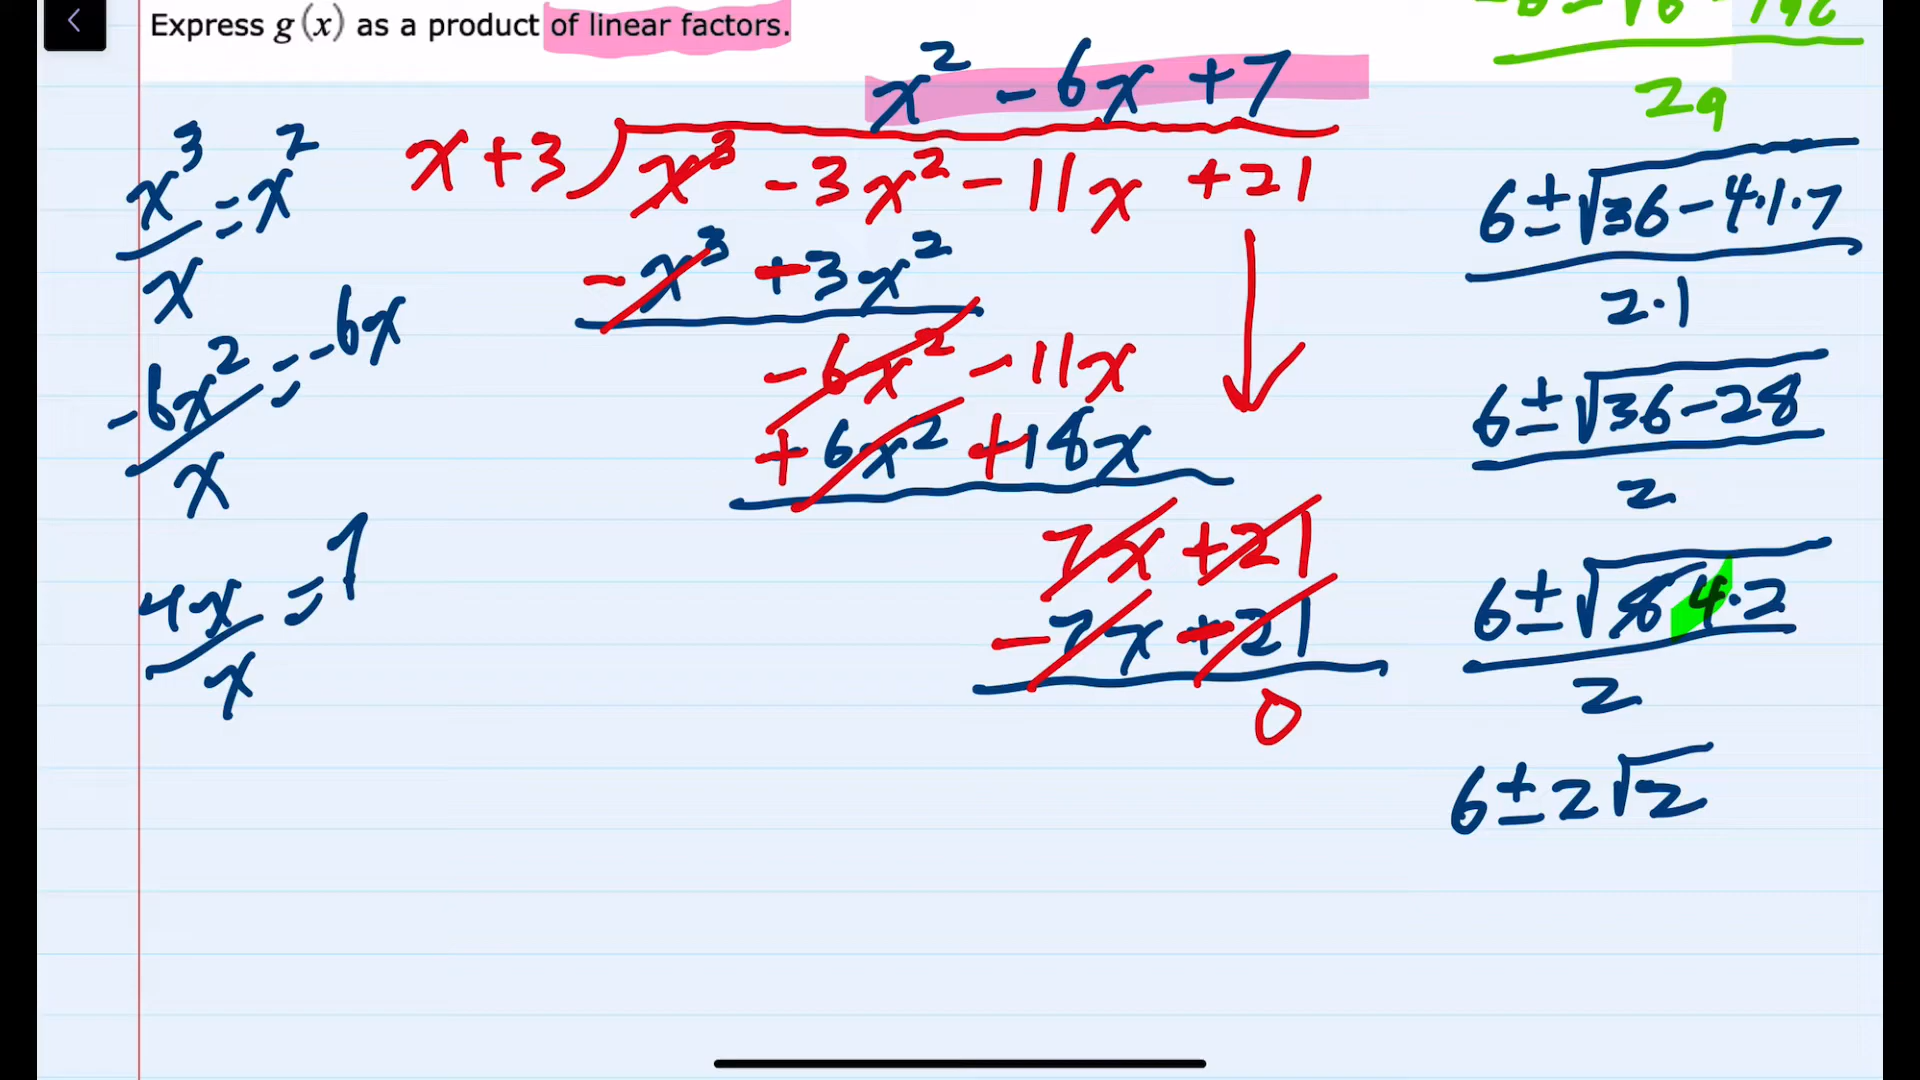 Express g(x) as a product of linear factors.
x² - 6x + 7
x + 3 ) x³ - 3x² - 11x + 21
- x³ + 3x²
- 6x² - 11x
+ 6x² + 18x
7x + 21
- 7x + 21
0
x³/x = x²
-6x²/x = -6x
7x/x = 7
2a
6 ± √36 - 4·1·7
2·1
6 ± √36 - 28
2
6 ± √8 4·2
2
6 ± 2√2